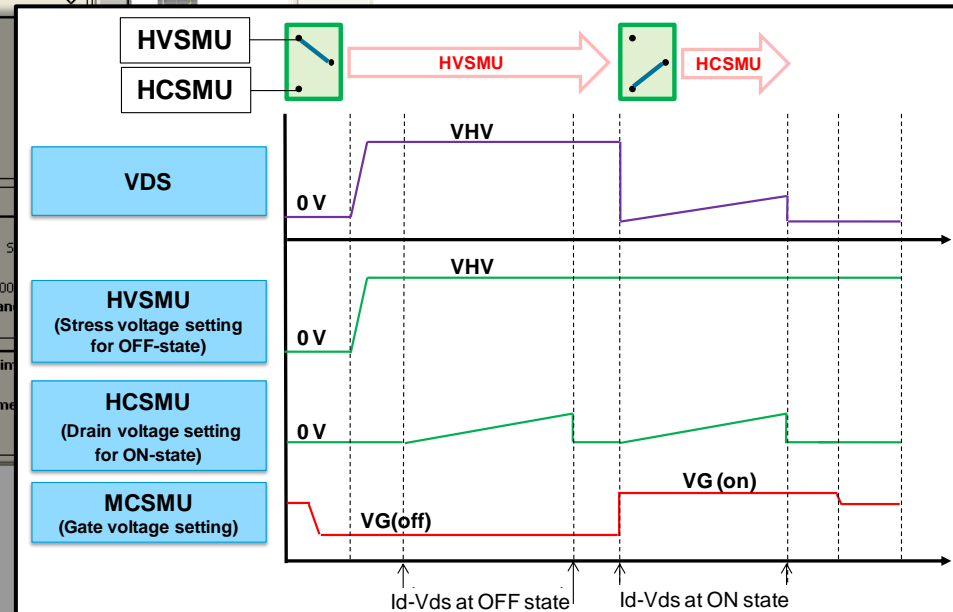 HVSMU
HCSMU
HVSMU
HCSMU
VDS
VHV
0 V
HVSMU
(Stress voltage setting
for OFF-state)
VHV
0 V
HCSMU
(Drain voltage setting
for ON-state)
0 V
MCSMU
(Gate voltage setting)
VG(off)
VG (on)
Id-Vds at OFF state
Id-Vds at ON state